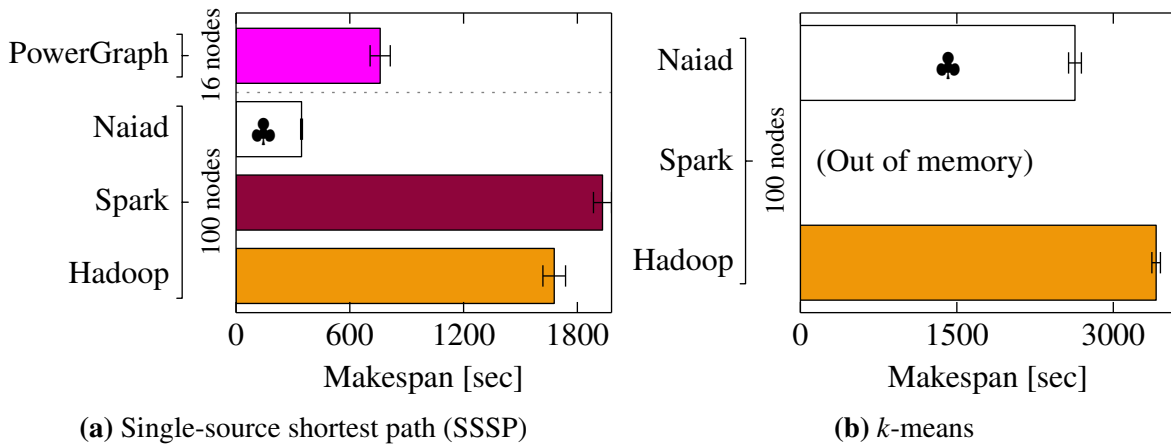 PowerGraph
16 nodes
Naiad
♣
Spark
100 nodes
Hadoop
0 600 1200 1800
Makespan [sec]
(a) Single-source shortest path (SSSP)
Naiad
♣
Spark
(Out of memory)
100 nodes
Hadoop
0 1500 3000
Makespan [sec]
(b) k-means